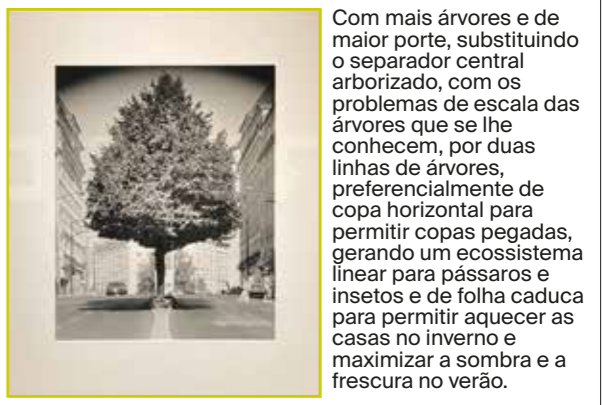 Com mais árvores e de
maior porte, substituindo
o separador central
arborizado, com os
problemas de escala das
árvores que se lhe
conhecem, por duas
linhas de árvores,
preferencialmente de
copa horizontal para
permitir copas pegadas,
gerando um ecossistema
linear para pássaros e
insetos e de folha caduca
para permitir aquecer as
casas no inverno e
maximizar a sombra e a
frescura no verão.